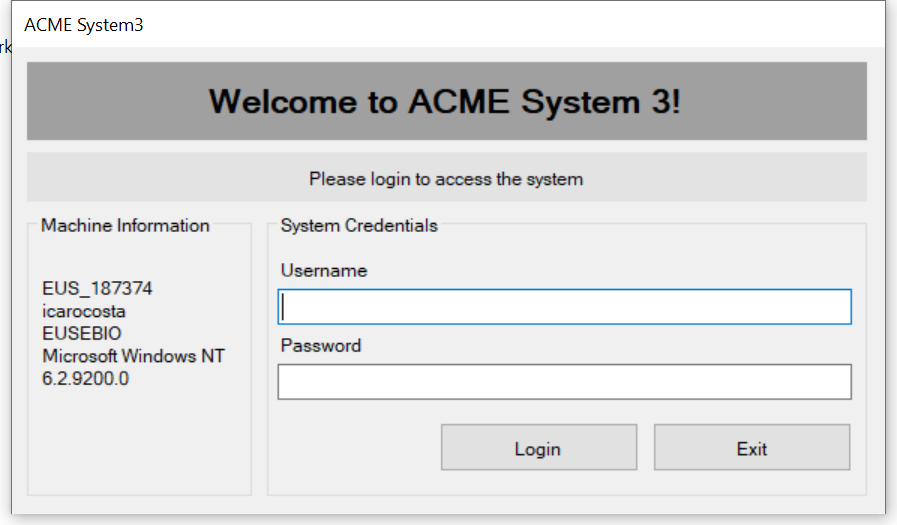 ACME System3
rk
Welcome to ACME System 3!
Please login to access the system
Machine Information
EUS_187374
icarocosta
EUSEBIO
Microsoft Windows NT
6.2.9200.0
System Credentials
Username
Password
Login
Exit